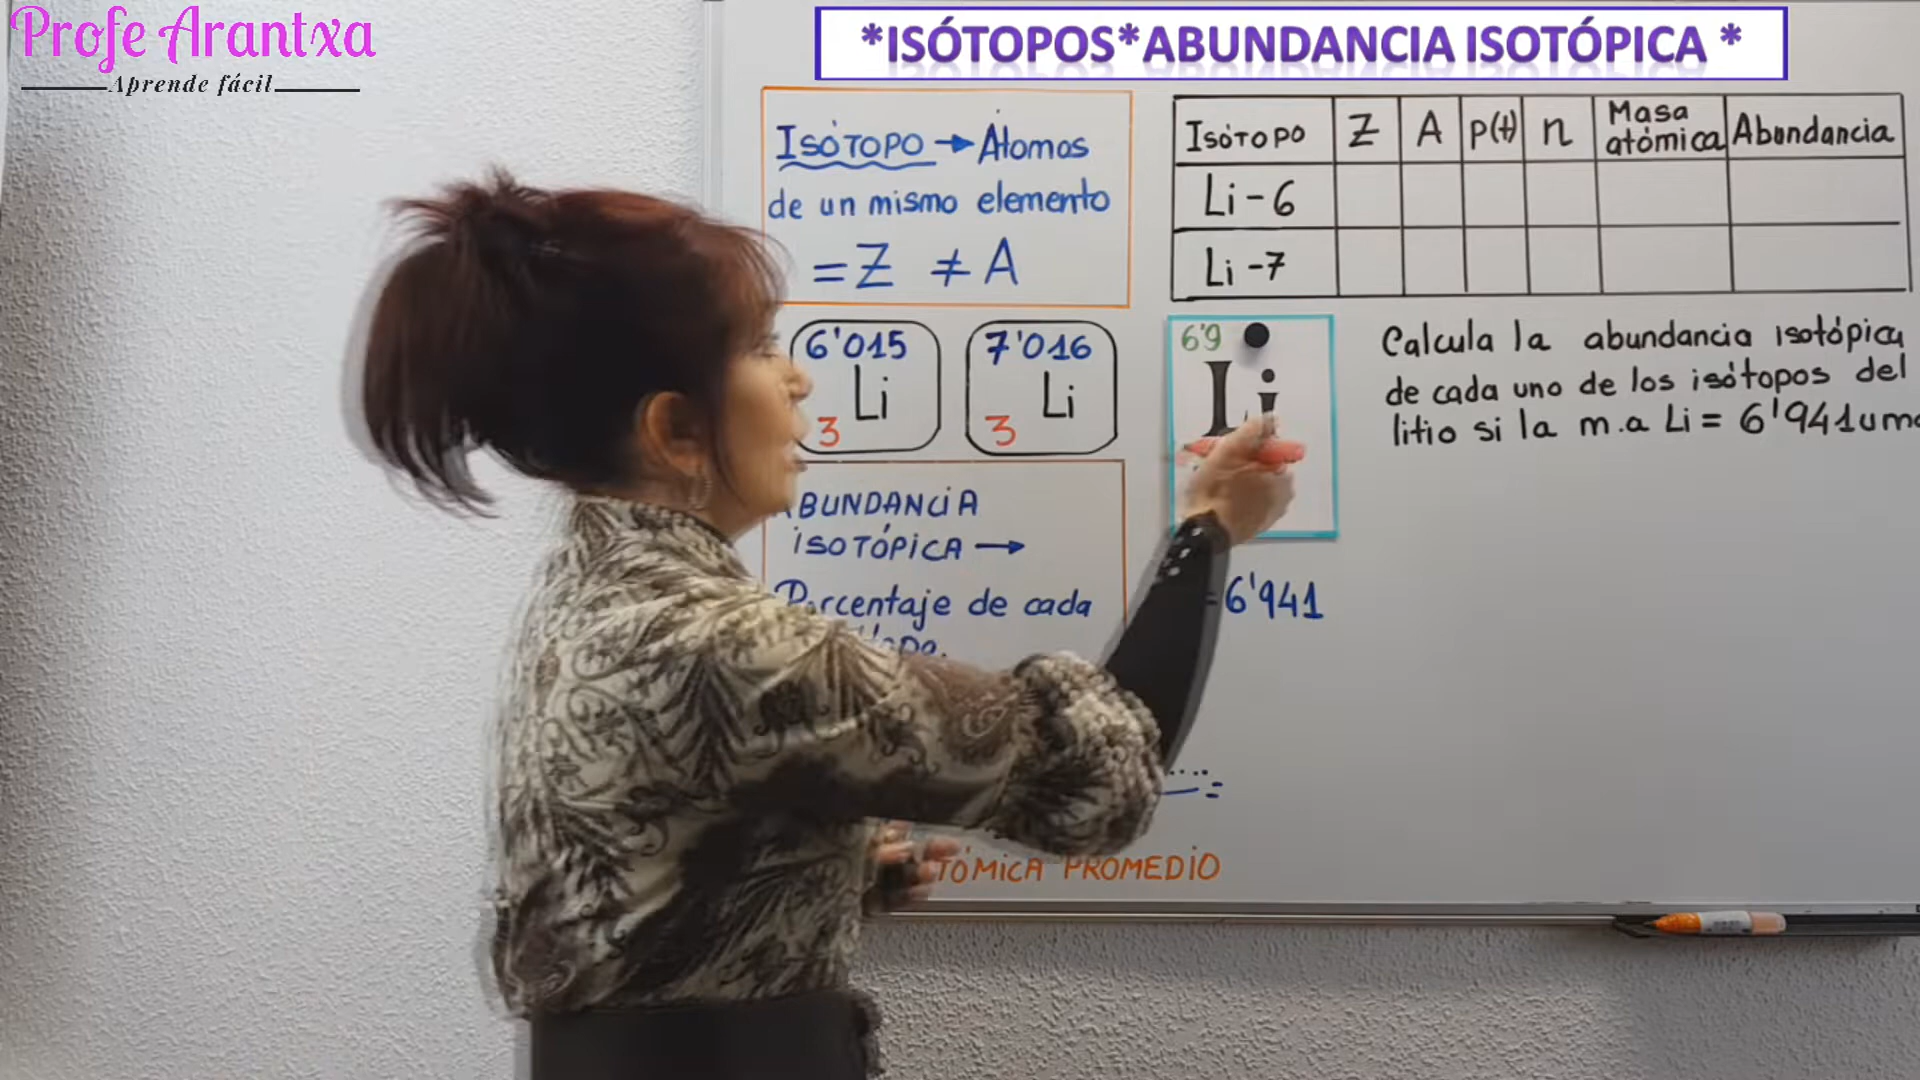 Profe Arantxa
Aprende fácil
*ISÓTOPOS*ABUNDANCIA ISOTÓPICA *
ISÓTOPO → Átomos
de un mismo elemento
= Z ≠ A
6'015
Li
3
7'016
Li
3
ABUNDANCIA
ISOTÓPICA →
Porcentaje de cada
ISÓTOPO Z A p(+) n Masa atómica Abundancia
Li - 6
Li - 7
6'9
Li
Calcula la abundancia isotópica
de cada uno de los isótopos del
litio si la m.a Li = 6'941
6'941
PROMEDIO